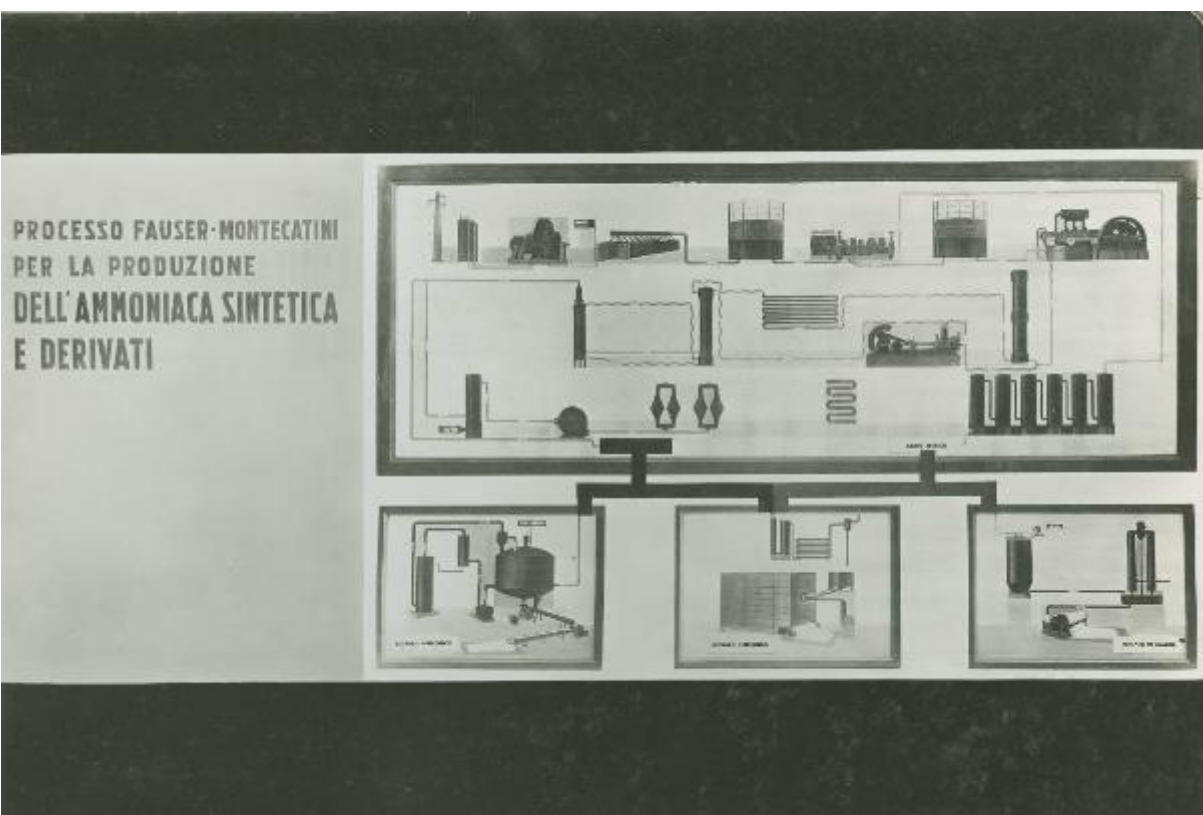 PROCESSO FAUSER-MONTECATINI
PER LA PRODUZIONE
DELL'AMMONIACA SINTETICA
E DERIVATI